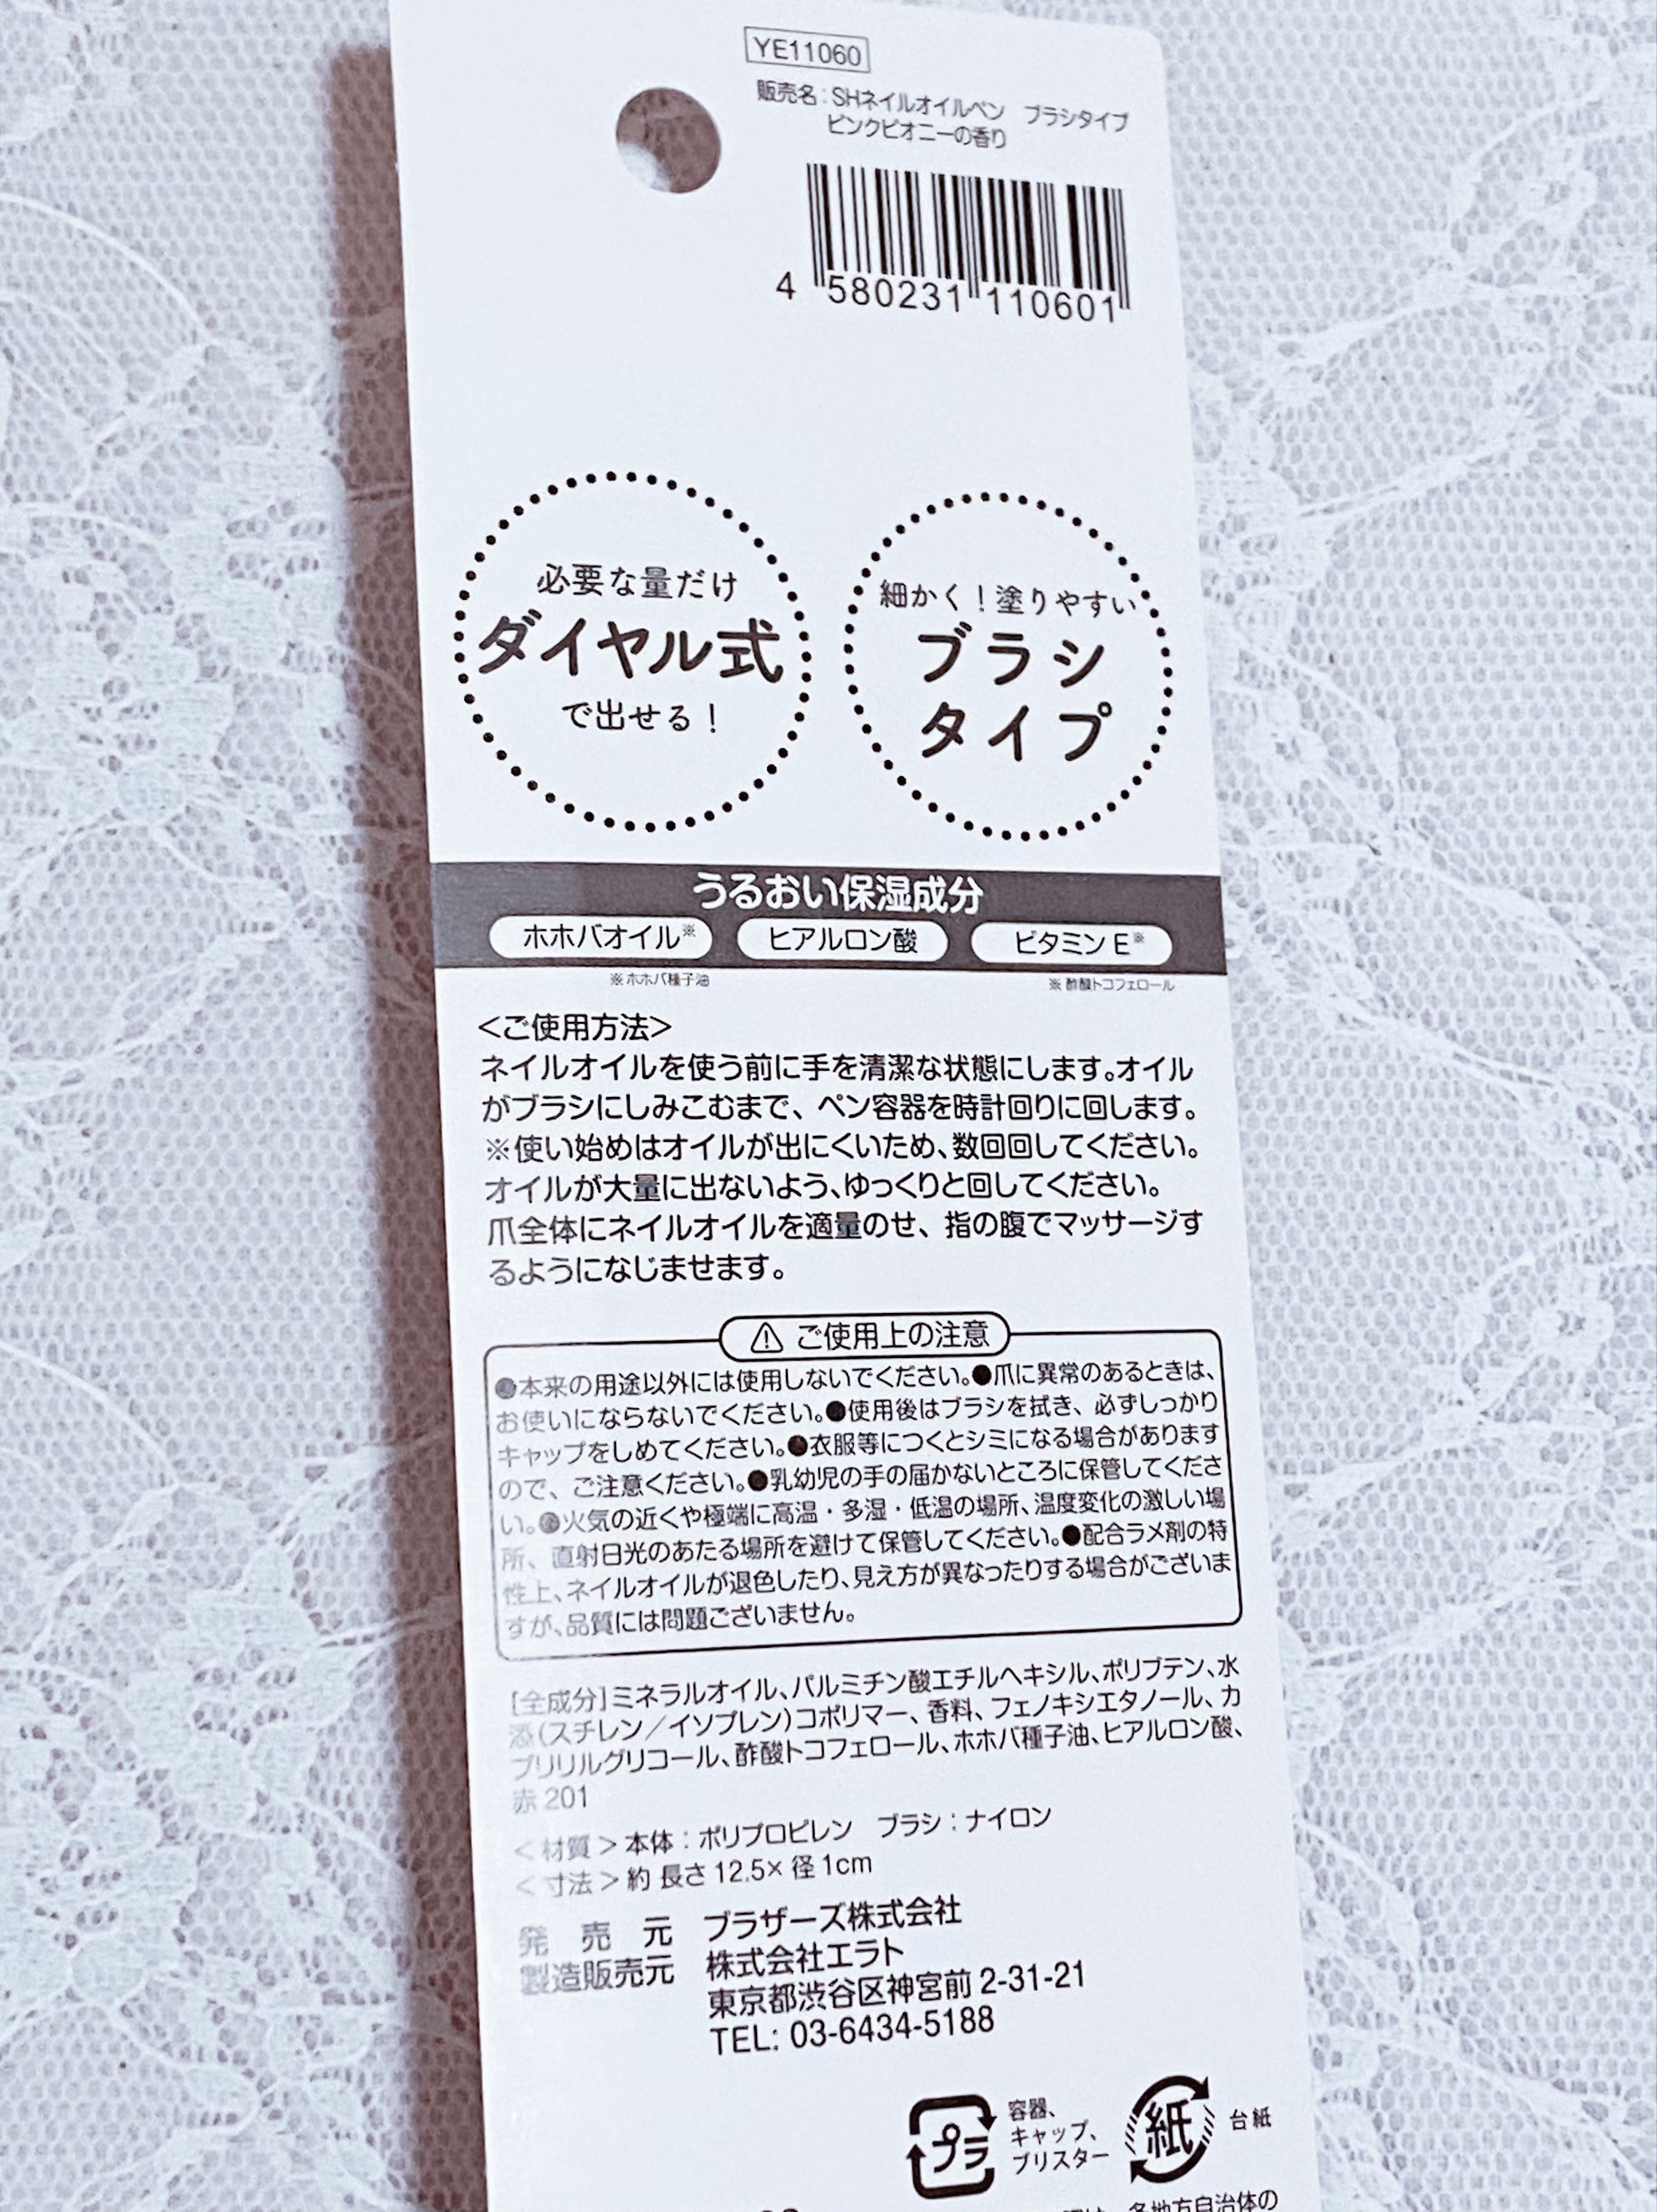 YE11060
販売名：SHネイルオイルペン　ブラシタイプ
ピンクピオニーの香り
4 580231 110601
必要な量だけ
ダイヤル式
で出せる！
細かく！塗りやすい
ブラシ
タイプ
うるおい保湿成分
ホホバオイル※
ヒアルロン酸
ビタミンE※
※ホホバ種子油
※酢酸トコフェロール
＜ご使用方法＞
ネイルオイルを使う前に手を清潔な状態にします。オイル
がブラシにしみこむまで、ペン容器を時計回りに回します。
※使い始めはオイルが出にくいため、数回回してください。
オイルが大量に出ないよう、ゆっくりと回してください。
爪全体にネイルオイルを適量のせ、指の腹でマッサージす
るようになじませます。
⚠ ご使用上の注意
●本来の用途以外には使用しないでください。●爪に異常のあるときは、
お使いにならないでください。●使用後はブラシを拭き、必ずしっかり
キャップをしめてください。●衣服等につくとシミになる場合があります
ので、ご注意ください。●乳幼児の手の届かないところに保管してくださ
い。●火気の近くや極端に高温・多湿・低温の場所、温度変化の激しい場
所、直射日光のあたる場所を避けて保管してください。●配合ラメ剤の特
性上、ネイルオイルが退色したり、見え方が異なったりする場合がございま
すが、品質には問題ございません。
［全成分］ミネラルオイル、パルミチン酸エチルヘキシル、ポリブテン、水
添（スチレン／イソプレン）コポリマー、香料、フェノキシエタノール、カ
プリリルグリコール、酢酸トコフェロール、ホホバ種子油、ヒアルロン酸、
赤201
＜材質＞本体：ポリプロピレン　ブラシ：ナイロン
＜寸法＞約 長さ12.5×径1cm
発売元　ブラザーズ株式会社
製造販売元　株式会社エラト
東京都渋谷区神宮前2-31-21
TEL: 03-6434-5188
プラ
容器、
キャップ、
ブリスター
紙
台紙
各地方自治体の